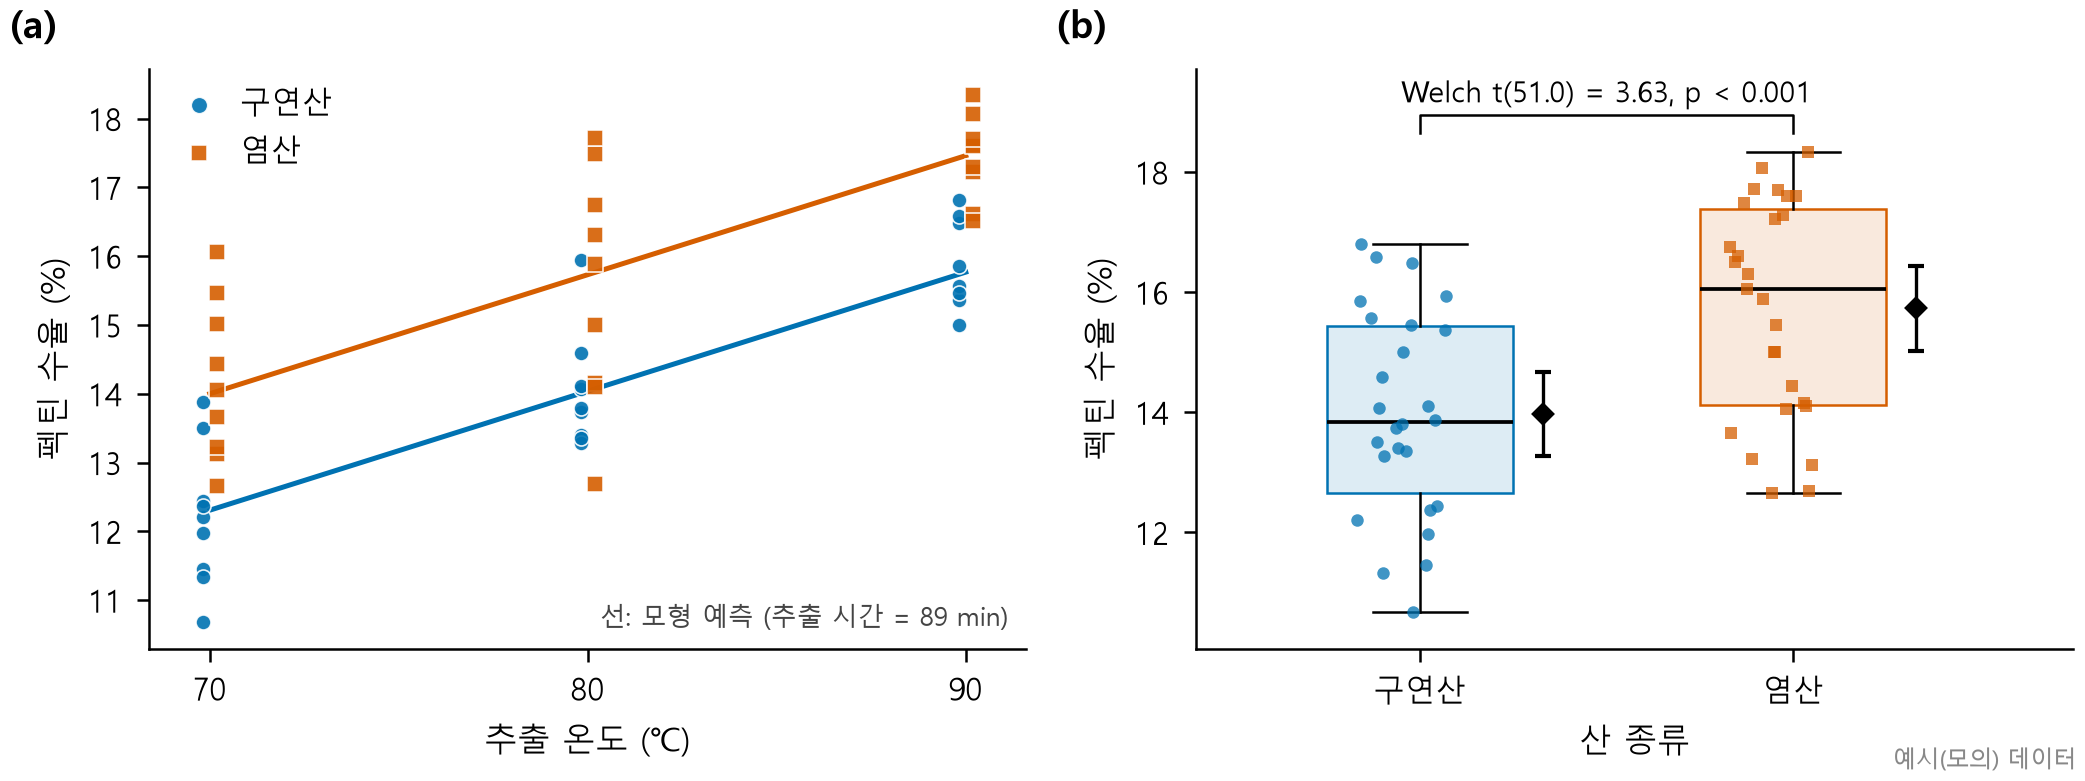 (a)
구연산
염산
18
17
16
15
14
13
12
11
펙틴 수율 (%)
선: 모형 예측 (추출 시간 = 89 min)
70
80
90
추출 온도 (℃)
(b)
Welch t(51.0) = 3.63, p < 0.001
18
16
14
12
펙틴 수율 (%)
구연산
염산
산 종류
예시(모의) 데이터